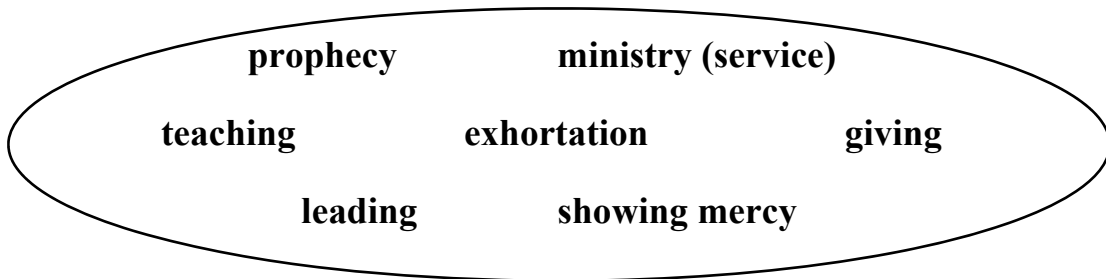 prophecy ministry (service)
teaching exhortation giving
leading showing mercy